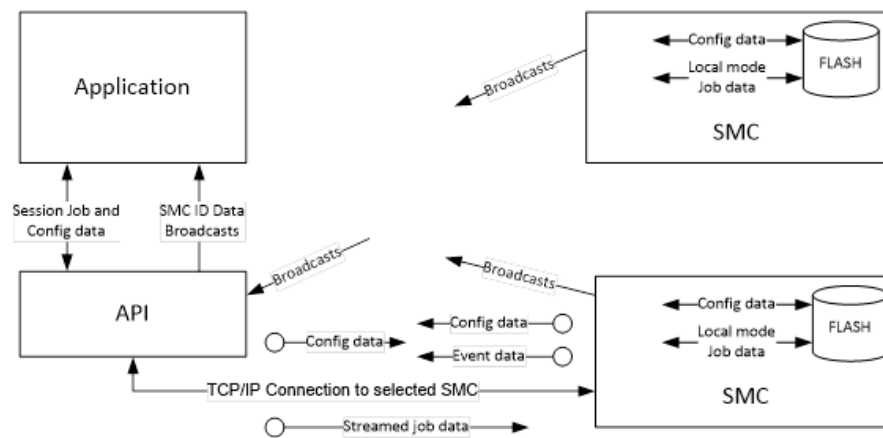 Application
Broadcasts
Config data
Local mode
Job data
FLASH
SMC
Session Job and
Config data
SMC ID Data
Broadcasts
API
Broadcasts
Broadcasts
Config data
Config data
Event data
TCP/IP Connection to selected SMC
Streamed job data
Config data
Local mode
Job data
FLASH
SMC